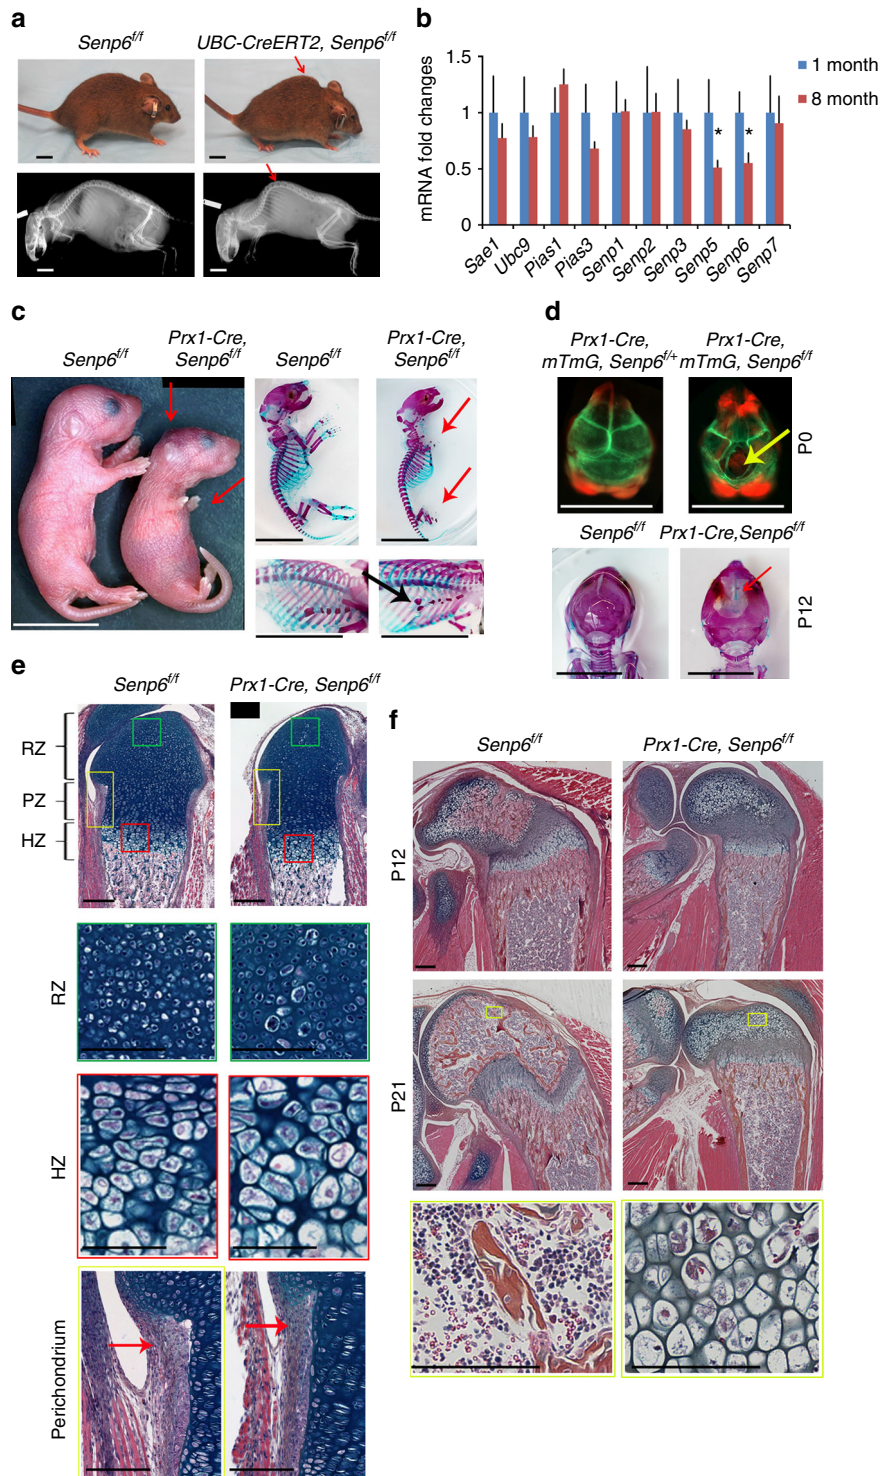 a
Senp6f/f
UBC-CreERT2, Senp6f/f
b
mRNA fold changes
1.5
1
0.5
0
1 month
8 month
*
*
Sae1
Ubc9
Pias1
Pias3
Senp1
Senp2
Senp3
Senp5
Senp6
Senp7
c
Senp6f/f
Prx1-Cre,
Senp6f/f
Senp6f/f
Prx1-Cre,
Senp6f/f
d
Prx1-Cre,
mTmG, Senp6f/+
Prx1-Cre,
mTmG, Senp6f/f
P0
Senp6f/f
Prx1-Cre,Senp6f/f
P12
e
Senp6f/f
Prx1-Cre, Senp6f/f
RZ
PZ
HZ
RZ
HZ
Perichondrium
f
Senp6f/f
Prx1-Cre, Senp6f/f
P12
P21